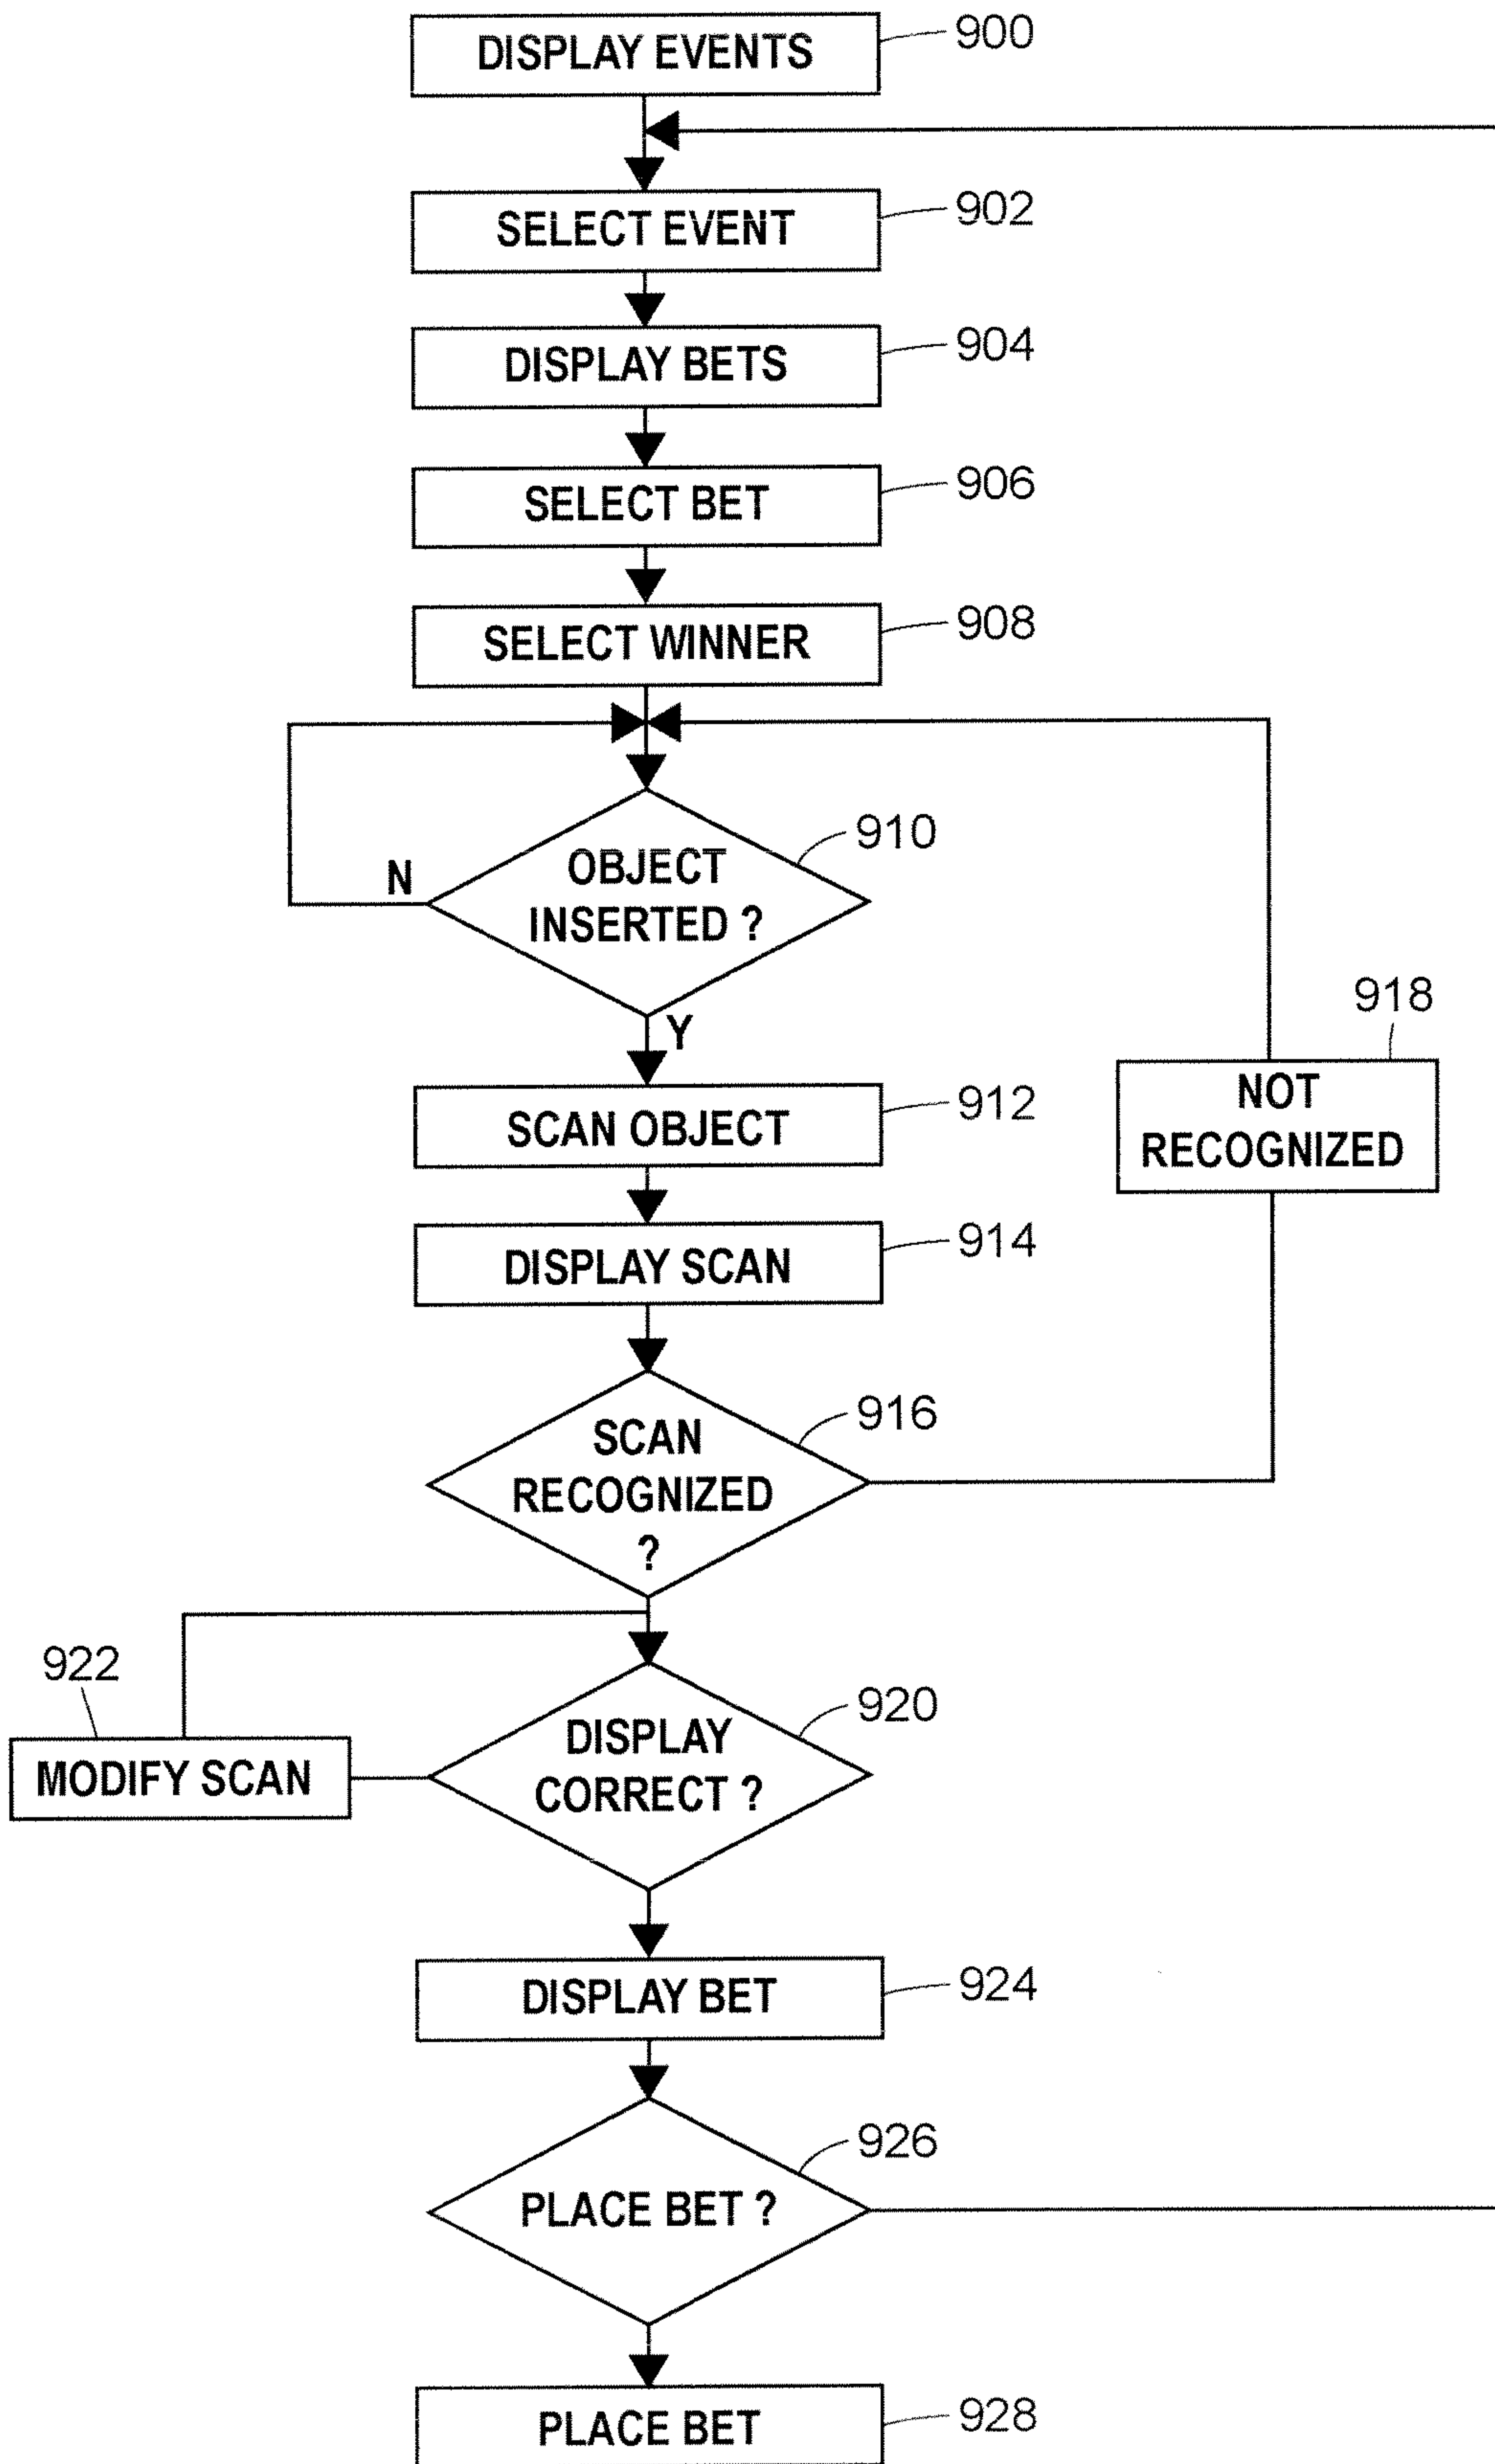 DISPLAY EVENTS
900
SELECT EVENT
902
DISPLAY BETS
904
SELECT BET
906
SELECT WINNER
908
910
OBJECT
INSERTED ?
N
Y
918
NOT
RECOGNIZED
SCAN OBJECT
912
DISPLAY SCAN
914
916
SCAN
RECOGNIZED
?
922
MODIFY SCAN
920
DISPLAY
CORRECT ?
DISPLAY BET
924
926
PLACE BET ?
PLACE BET
928